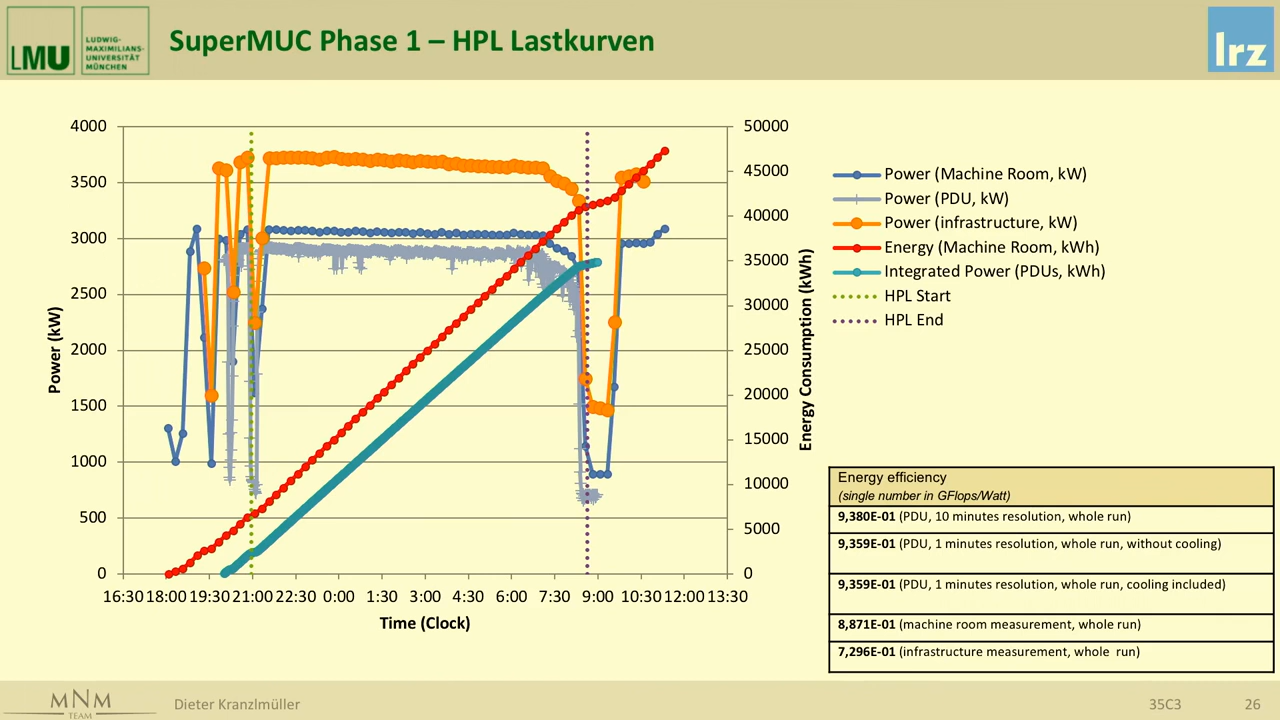 LMU
LUDWIG-
MAXIMILIANS-
UNIVERSITÄT
MÜNCHEN
SuperMUC Phase 1 – HPL Lastkurven
lrz
4000
3500
3000
2500
2000
1500
1000
500
0
Power (kW)
50000
45000
40000
35000
30000
25000
20000
15000
10000
5000
0
Energy Consumption (kWh)
16:30 18:00 19:30 21:00 22:30 0:00 1:30 3:00 4:30 6:00 7:30 9:00 10:30 12:00 13:30
Time (Clock)
Power (Machine Room, kW)
Power (PDU, kW)
Power (infrastructure, kW)
Energy (Machine Room, kWh)
Integrated Power (PDUs, kWh)
HPL Start
HPL End
Energy efficiency
(single number in GFlops/Watt)
9,380E-01 (PDU, 10 minutes resolution, whole run)
9,359E-01 (PDU, 1 minutes resolution, whole run, without cooling)
9,359E-01 (PDU, 1 minutes resolution, whole run, cooling included)
8,871E-01 (machine room measurement, whole run)
7,296E-01 (infrastructure measurement, whole run)
MNM
TEAM
Dieter Kranzlmüller
35C3
26